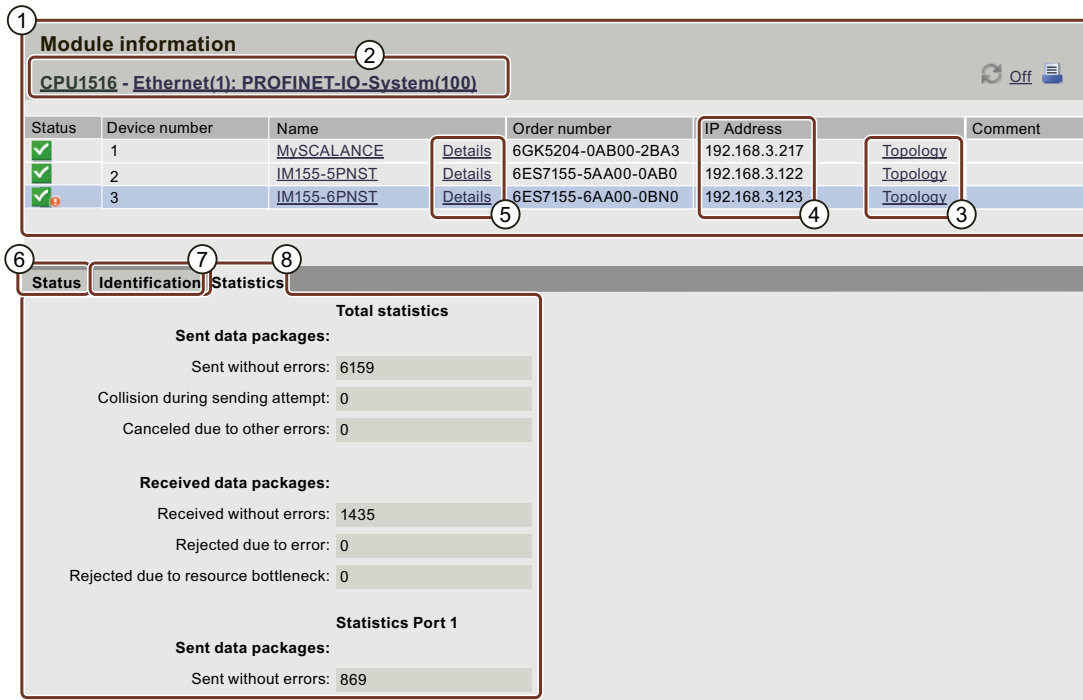 1
Module information
2
CPU1516 - Ethernet(1): PROFINET-IO-System(100)
Off
Status Device number Name Order number IP Address Comment
1 MySCALANCE Details 6GK5204-0AB00-2BA3 192.168.3.217 Topology
2 IM155-5PNST Details 6ES7155-5AA00-0AB0 192.168.3.122 Topology
3 IM155-6PNST Details 6ES7155-6AA00-0BN0 192.168.3.123 Topology
5 4 3
6 7 8
Status Identification Statistics
Total statistics
Sent data packages:
Sent without errors: 6159
Collision during sending attempt: 0
Canceled due to other errors: 0
Received data packages:
Received without errors: 1435
Rejected due to error: 0
Rejected due to resource bottleneck: 0
Statistics Port 1
Sent data packages:
Sent without errors: 869